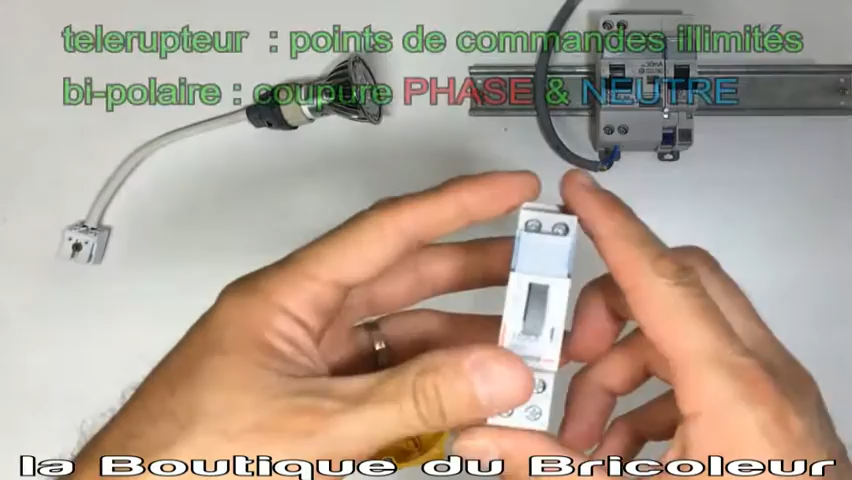 telerupteur : points de commandes illimités
bi-polaire : coupure PHASE & NEUTRE
la Boutique du Bricoleur